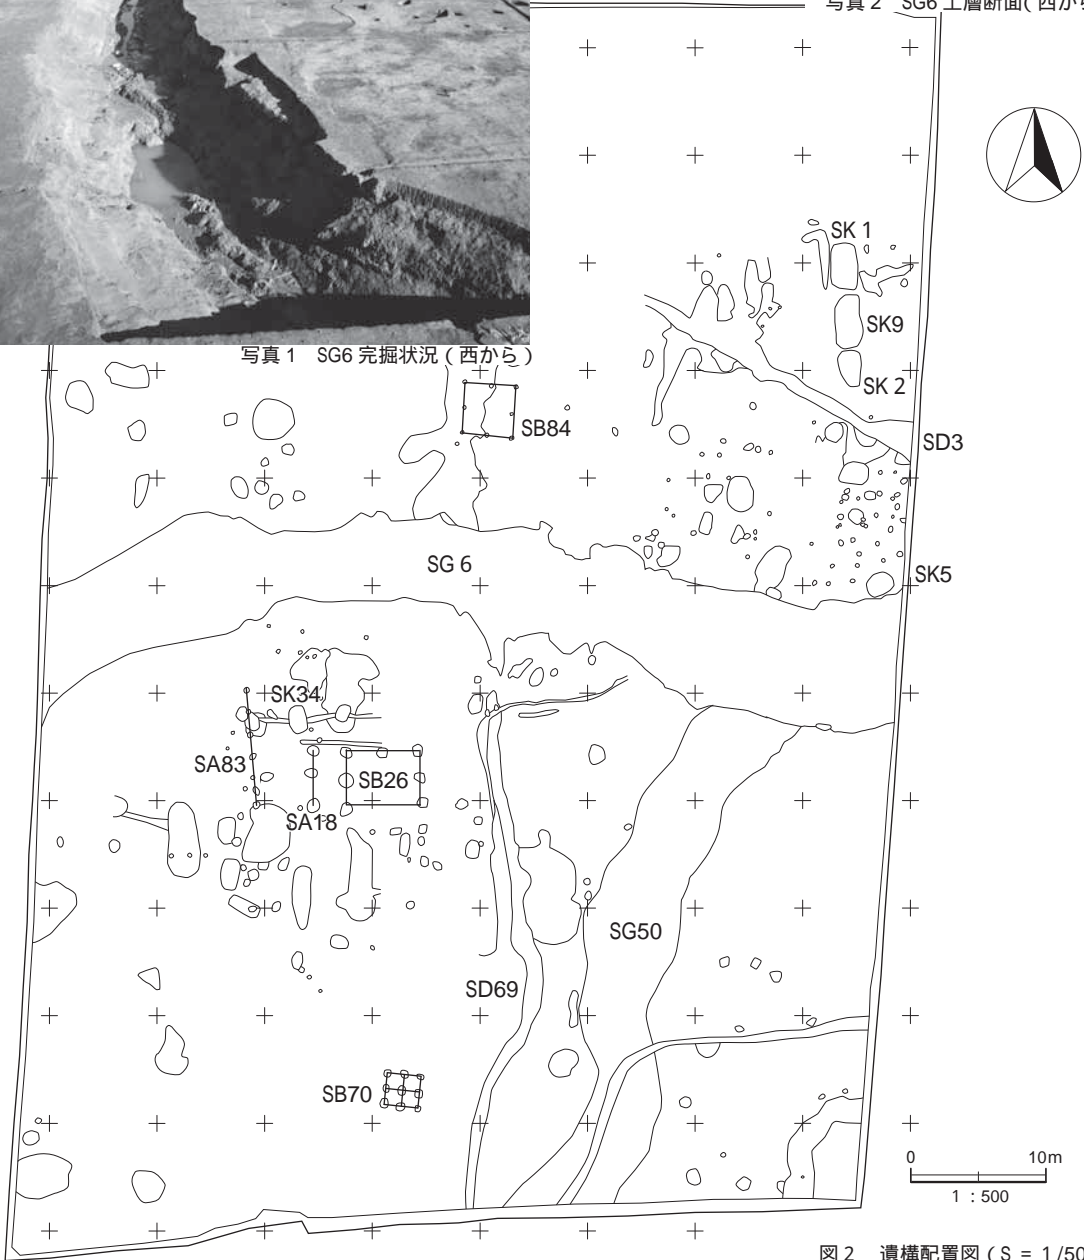 写真2 SG6 土層断面(西から
写真1 SG6 完掘状況(西から)
SK 1
SK9
SK 2
SB84
SD3
SG 6
SK5
SK34
SA83
SB26
SA18
SG50
SD69
SB70
0 10m
1:500
図2 遺構配置図(S = 1/50